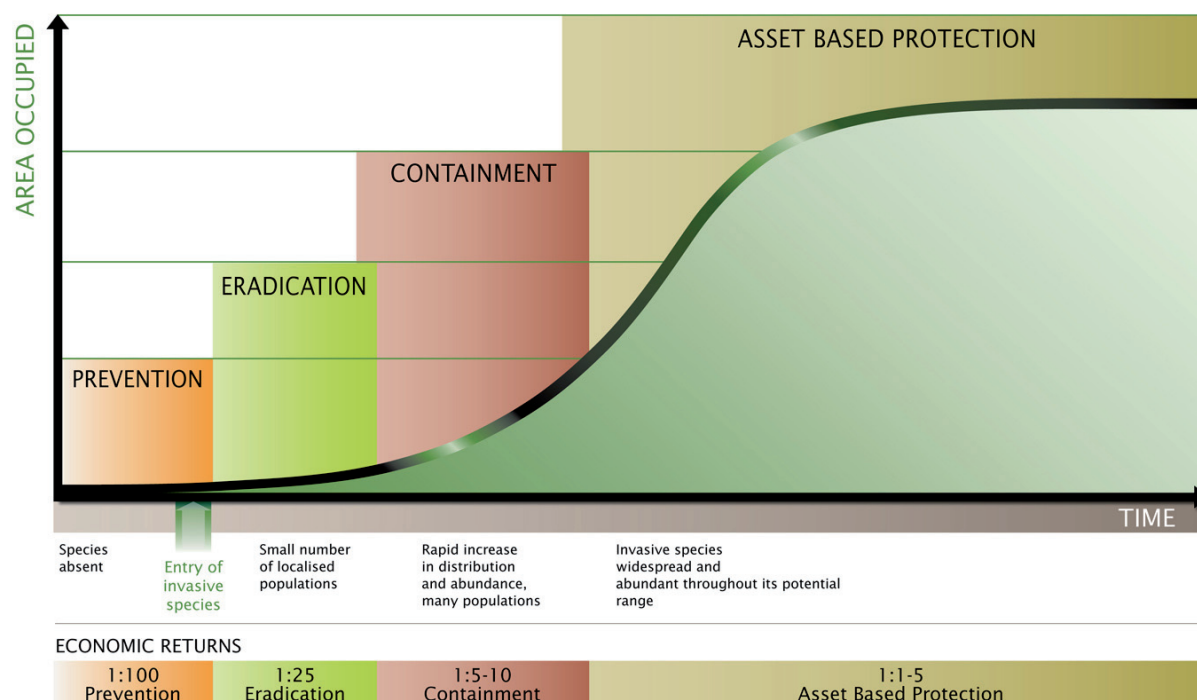 AREA OCCUPIED
ASSET BASED PROTECTION
CONTAINMENT
ERADICATION
PREVENTION
TIME
Species
absent
Entry of
invasive
species
Small number
of localised
populations
Rapid increase
in distribution
and abundance,
many populations
Invasive species
widespread and
abundant throughout its potential
range
ECONOMIC RETURNS
1:100
Prevention
1:25
Eradication
1:5-10
Containment
1:1-5
Asset Based Protection